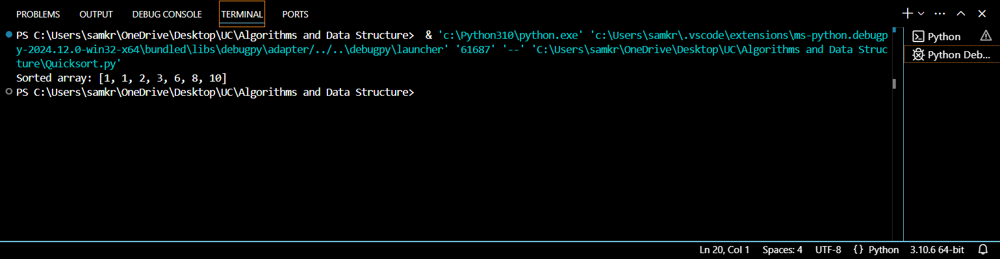 PROBLEMS OUTPUT DEBUG CONSOLE TERMINAL PORTS
PS C:\Users\samkr\OneDrive\Desktop\UC\Algorithms and Data Structure>  & 'c:\Python310\python.exe' 'c:\Users\samkr\.vscode\extensions\ms-python.debugp
y-2024.12.0-win32-x64\bundled\libs\debugpy\adapter/../..\debugpy\launcher' '61687' '--' 'C:\Users\samkr\OneDrive\Desktop\UC\Algorithms and Data Struc
ture\Quicksort.py'
Sorted array: [1, 1, 2, 3, 6, 8, 10]
PS C:\Users\samkr\OneDrive\Desktop\UC\Algorithms and Data Structure>
Python
Python Deb...
Ln 20, Col 1 Spaces: 4 UTF-8 {} Python 3.10.6 64-bit